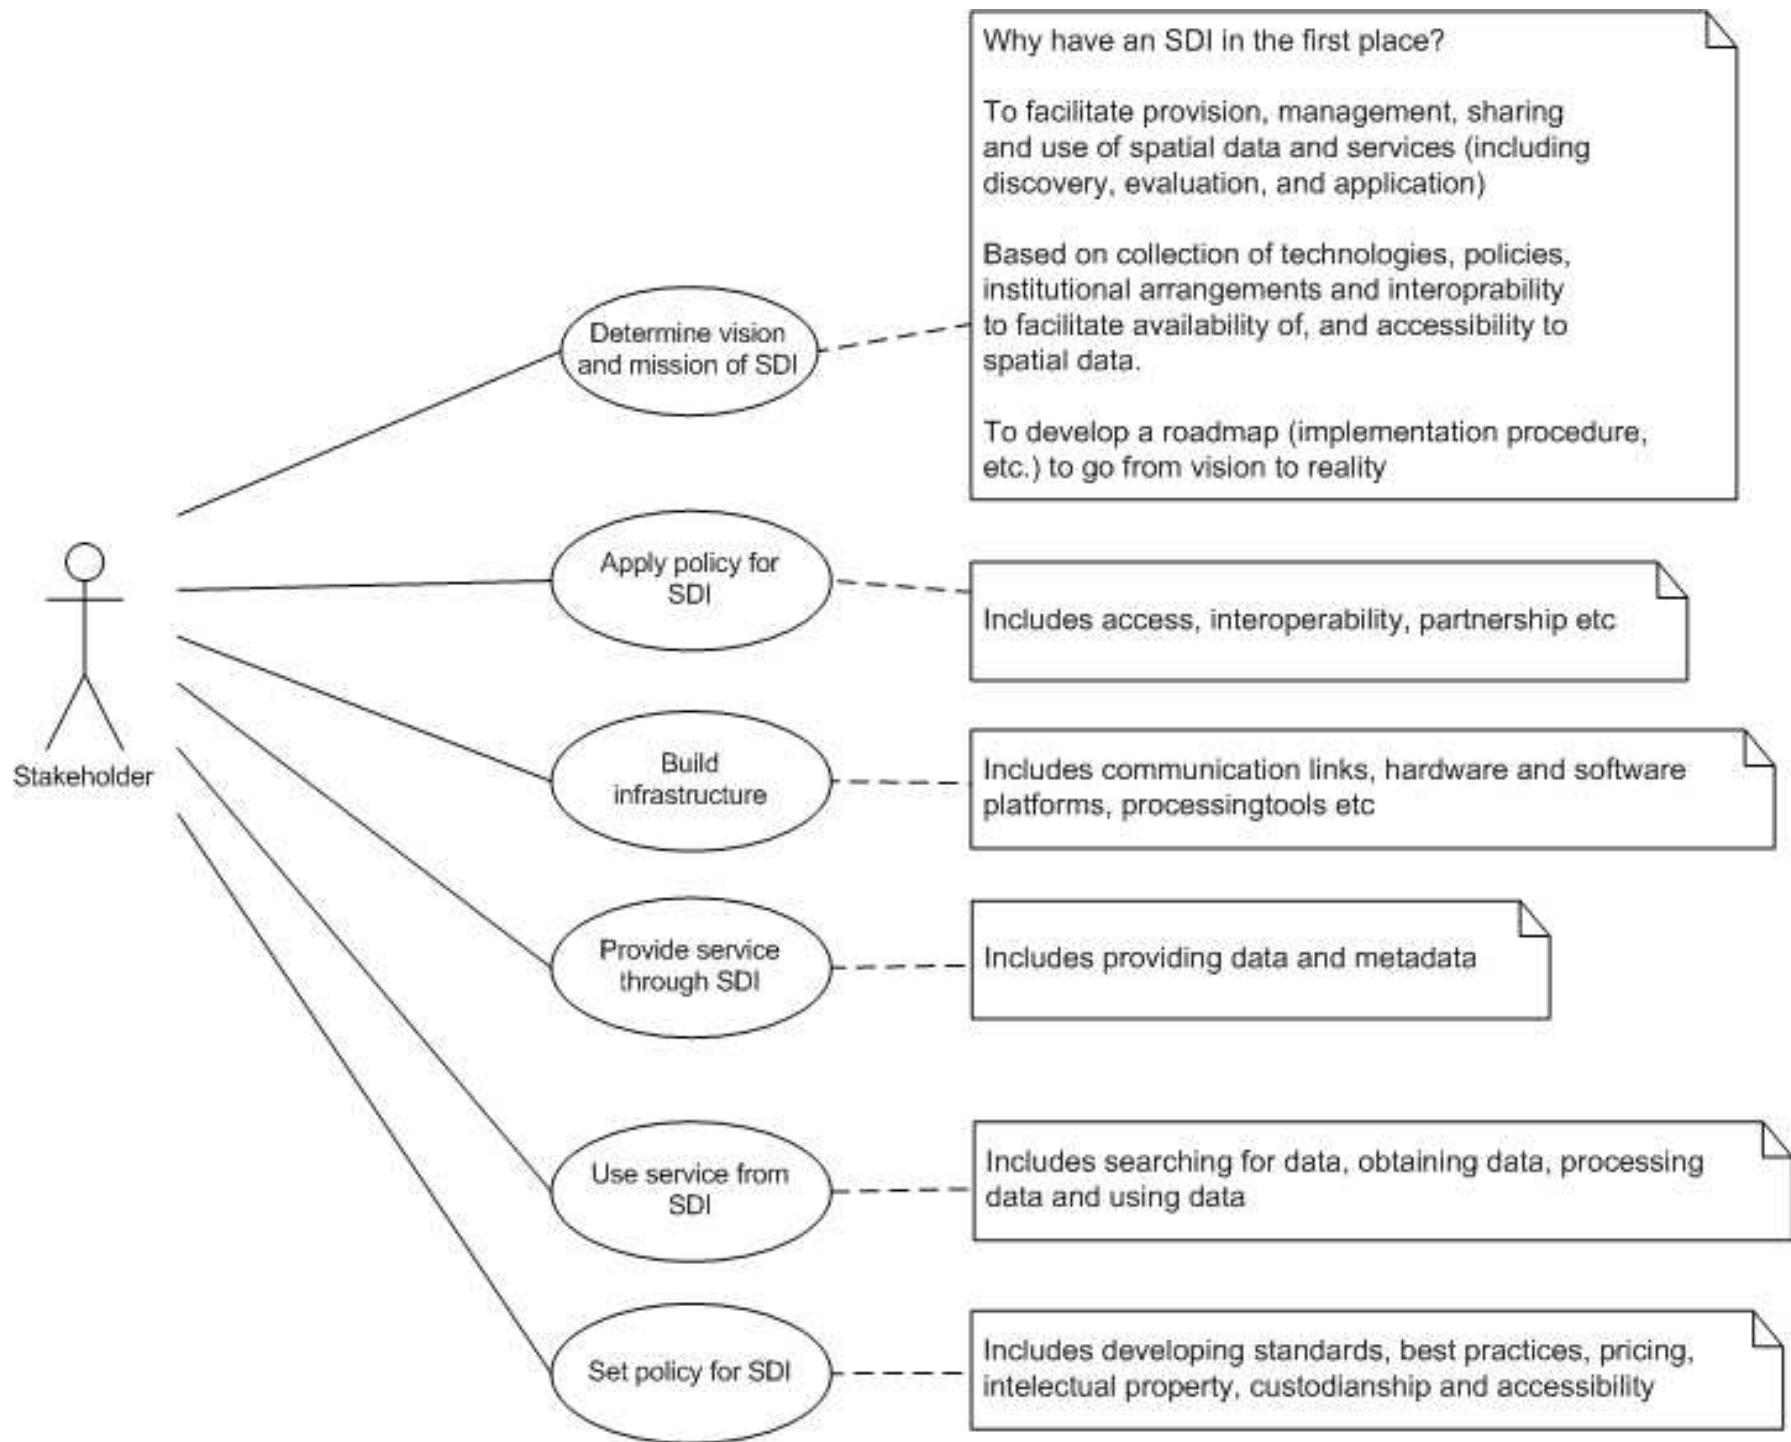 Why have an SDI in the first place?
To facilitate provision, management, sharing
and use of spatial data and services (including
discovery, evaluation, and application)
Based on collection of technologies, policies,
institutional arrangements and interoprability
to facilitate availability of, and accessibility to
spatial data.
To develop a roadmap (implementation procedure,
etc.) to go from vision to reality
Determine vision
and mission of SDI
Apply policy for
SDI
Includes access, interoperability, partnership etc
Stakeholder
Build
infrastructure
Includes communication links, hardware and software
platforms, processingtools etc
Provide service
through SDI
Includes providing data and metadata
Use service from
SDI
Includes searching for data, obtaining data, processing
data and using data
Set policy for SDI
Includes developing standards, best practices, pricing,
intelectual property, custodianship and accessibility